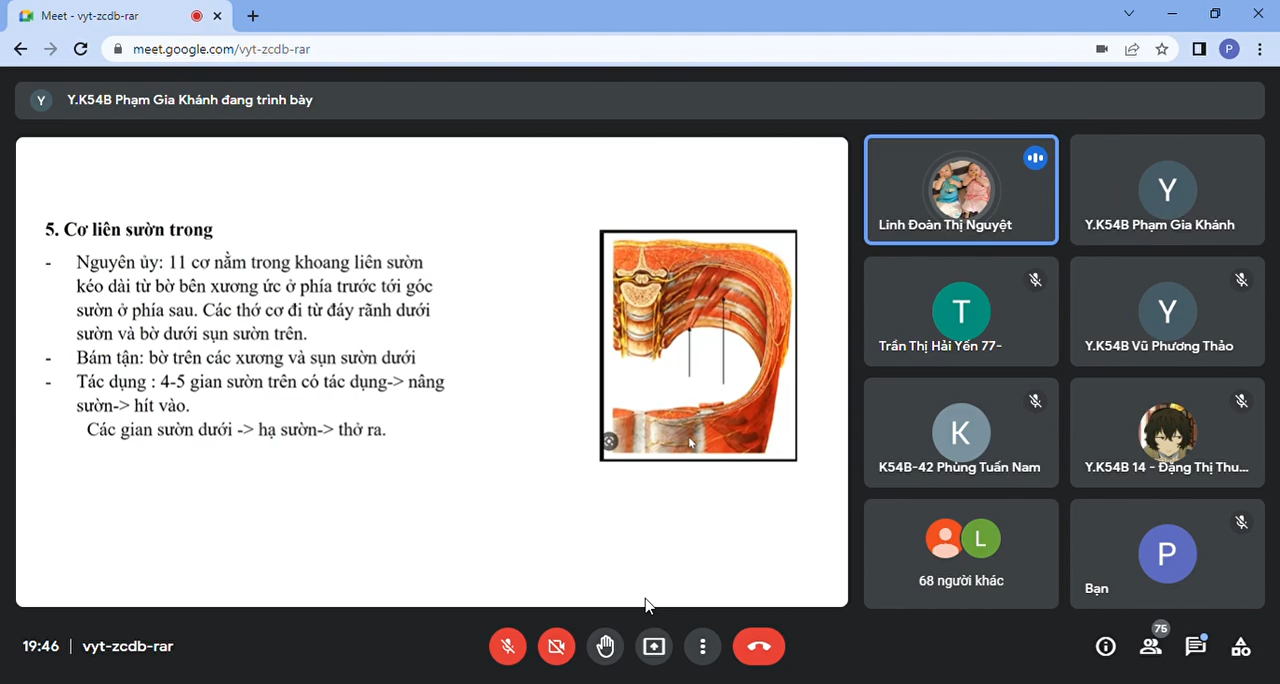 Meet - vyt-zcdb-rar
meet.google.com/vyt-zcdb-rar
P
Y
Y.K54B Phạm Gia Khánh đang trình bày
5. Cơ liên sườn trong
- Nguyên ủy: 11 cơ nằm trong khoang liên sườn
kéo dài từ bờ bên xương ức ở phía trước tới góc
sườn ở phía sau. Các thớ cơ đi từ đáy rãnh dưới
sườn và bờ dưới sụn sườn trên.
- Bám tận: bờ trên các xương và sụn sườn dưới
- Tác dụng : 4-5 gian sườn trên có tác dụng-> nâng
sườn-> hít vào.
Các gian sườn dưới -> hạ sườn-> thở ra.
Linh Đoàn Thị Nguyệt
Y
Y.K54B Phạm Gia Khánh
T
Trần Thị Hải Yến 77-
Y
Y.K54B Vũ Phương Thảo
K
K54B-42 Phùng Tuấn Nam
Y.K54B 14 - Đặng Thị Thu...
L
68 người khác
P
Bạn
19:46 | vyt-zcdb-rar
75